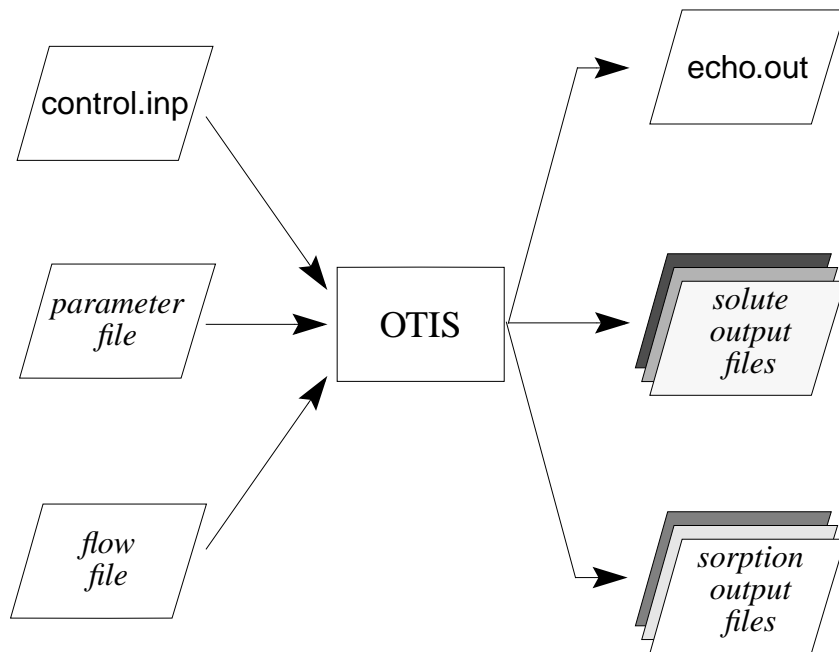 control.inp
parameter
file
flow
file
OTIS
echo.out
solute
output
files
sorption
output
files